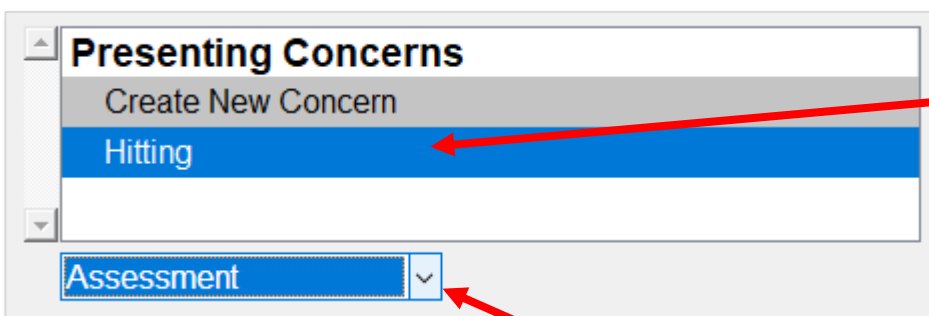 Presenting Concerns
Create New Concern
Hitting
Assessment